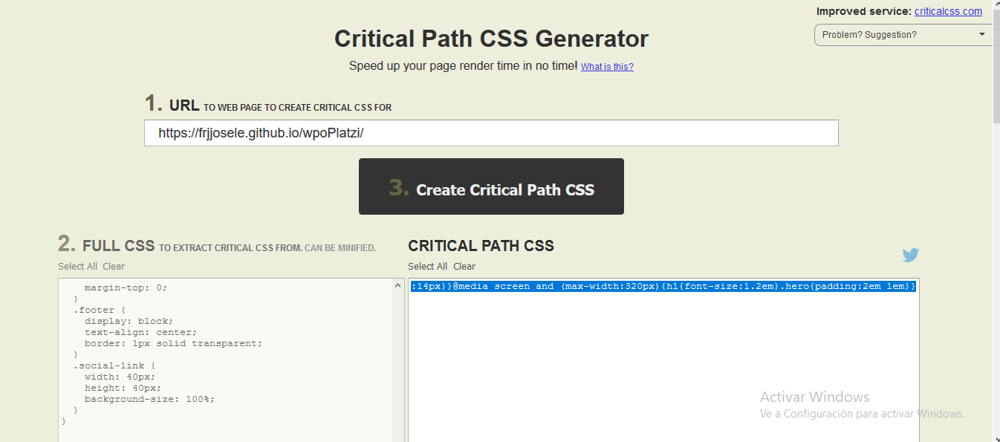 Improved service: criticalcss.com
Problem? Suggestion?
Critical Path CSS Generator
Speed up your page render time in no time! What is this?
1. URL TO WEB PAGE TO CREATE CRITICAL CSS FOR
https://frjjosele.github.io/wpoPlatzi/
3. Create Critical Path CSS
2. FULL CSS TO EXTRACT CRITICAL CSS FROM. CAN BE MINIFIED.
Select All Clear
margin-top: 0;
}
.footer {
display: block;
text-align: center;
border: 1px solid transparent;
}
.social-link {
width: 40px;
height: 40px;
background-size: 100%;
}
}
CRITICAL PATH CSS
Select All Clear
:14px}}@media screen and (max-width:320px){h1{font-size:1.2em}.hero{padding:2em 1em}}
Activar Windows
Ve a Configuración para activar Windows.